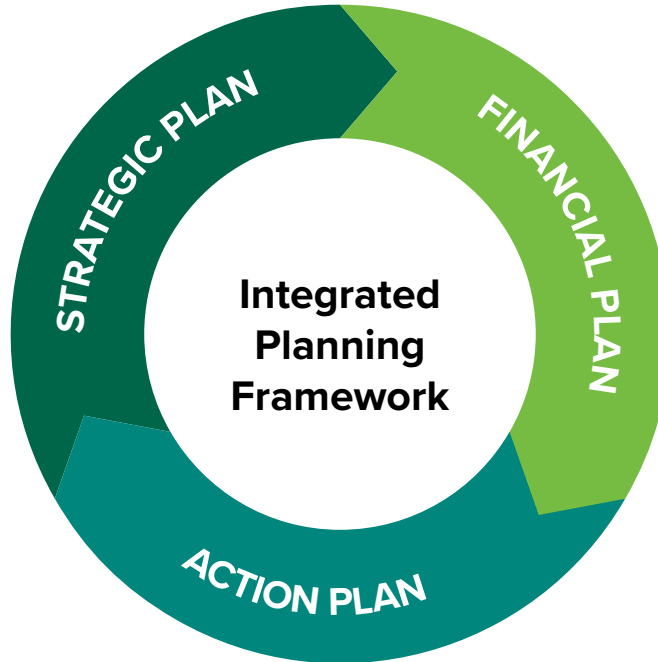 STRATEGIC PLAN
FINANCIAL PLAN
Integrated
Planning
Framework
ACTION PLAN